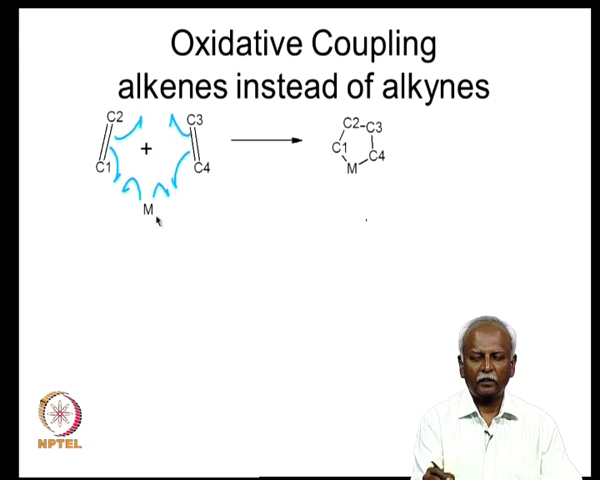 Oxidative Coupling
alkenes instead of alkynes
C2 C3
+
C1 C4
M
C2-C3
C1
C4
M
NPTEL